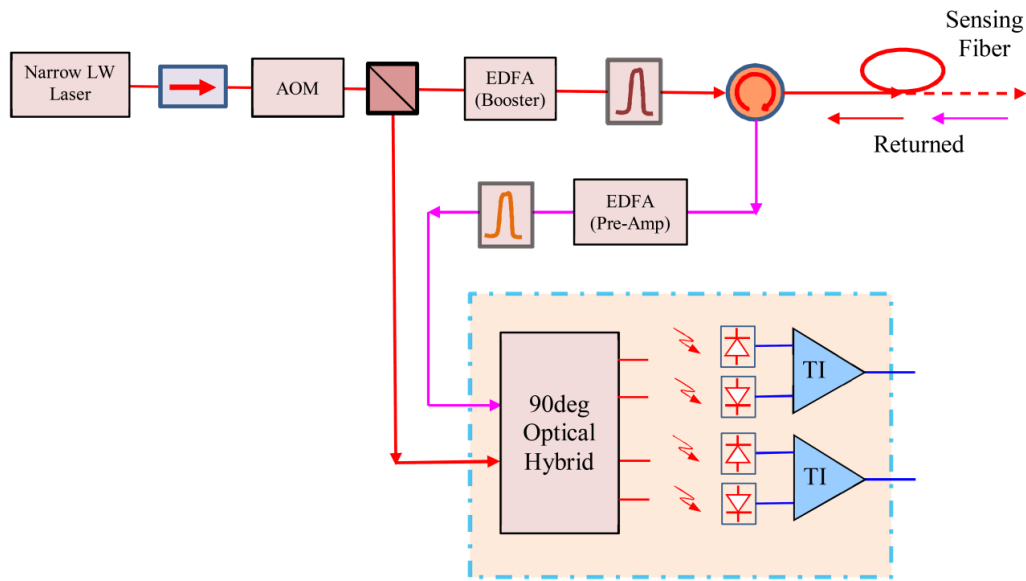 Sensing
Fiber
Narrow LW
Laser
AOM
EDFA
(Booster)
Returned
EDFA
(Pre-Amp)
90deg
Optical
Hybrid
TI
TI